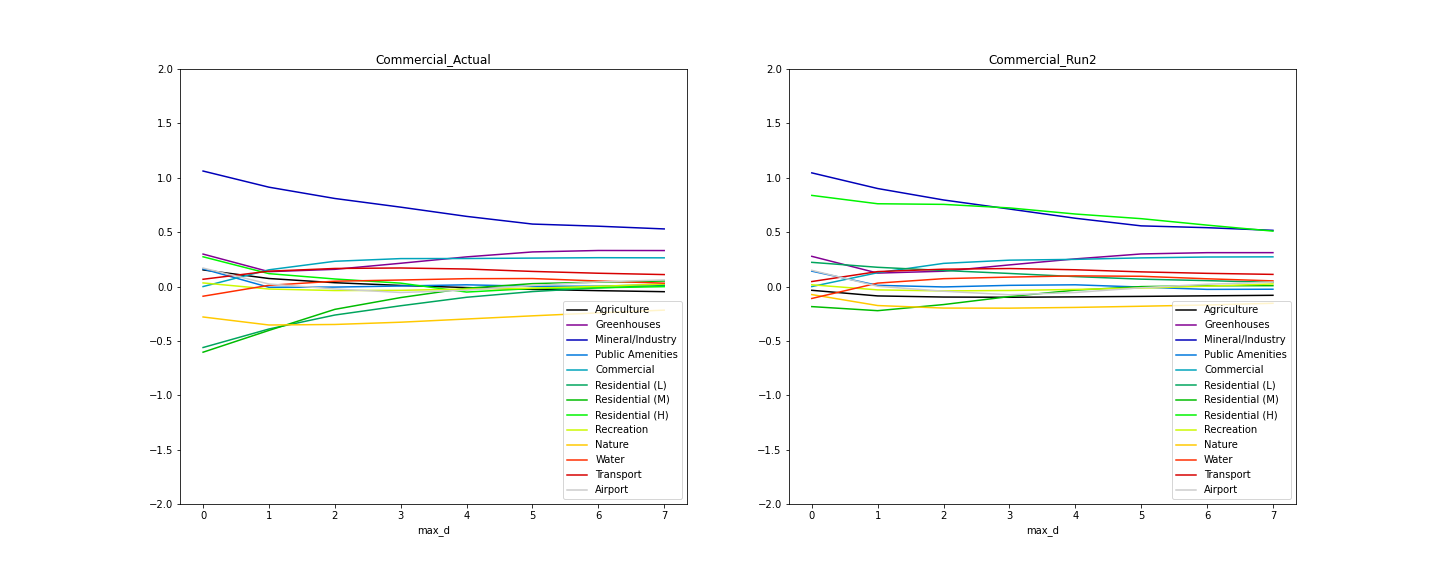 Commercial_Actual
2.0
1.5
1.0
0.5
0.0
−0.5
−1.0
−1.5
−2.0
Agriculture
Greenhouses
Mineral/Industry
Public Amenities
Commercial
Residential (L)
Residential (M)
Residential (H)
Recreation
Nature
Water
Transport
Airport
0 1 2 3 4 5 6 7
max_d
Commercial_Run2
2.0
1.5
1.0
0.5
0.0
−0.5
−1.0
−1.5
−2.0
Agriculture
Greenhouses
Mineral/Industry
Public Amenities
Commercial
Residential (L)
Residential (M)
Residential (H)
Recreation
Nature
Water
Transport
Airport
0 1 2 3 4 5 6 7
max_d